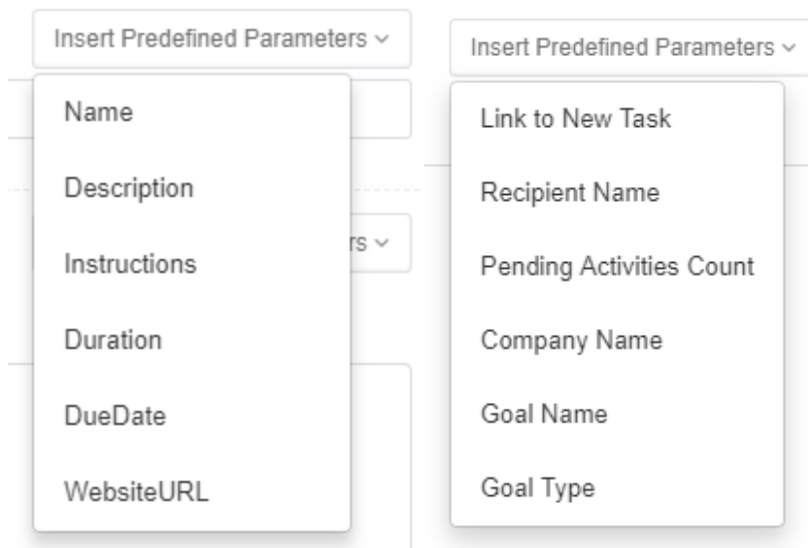 Insert Predefined Parameters
Name
Description
rs
Instructions
Duration
DueDate
WebsiteURL
Insert Predefined Parameters
Link to New Task
Recipient Name
Pending Activities Count
Company Name
Goal Name
Goal Type